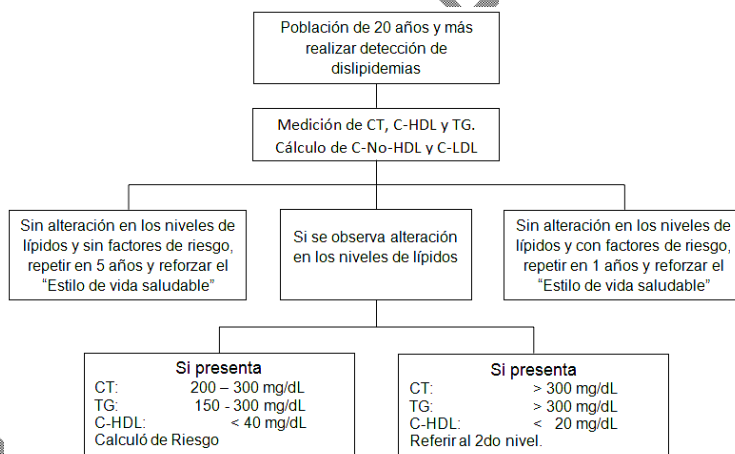 Población de 20 años y más
realizar detección de
dislipidemias
Medición de CT, C-HDL y TG.
Cálculo de C-No-HDL y C-LDL
Sin alteración en los niveles de
lípidos y sin factores de riesgo,
repetir en 5 años y reforzar el
“Estilo de vida saludable”
Si se observa alteración
en los niveles de lípidos
Sin alteración en los niveles de
lípidos y con factores de riesgo,
repetir en 1 años y reforzar el
“Estilo de vida saludable”
Si presenta
CT: 200 – 300 mg/dL
TG: 150 - 300 mg/dL
C-HDL: < 40 mg/dL
Calculó de Riesgo
Si presenta
CT: > 300 mg/dL
TG: > 300 mg/dL
C-HDL: < 20 mg/dL
Referir al 2do nivel.